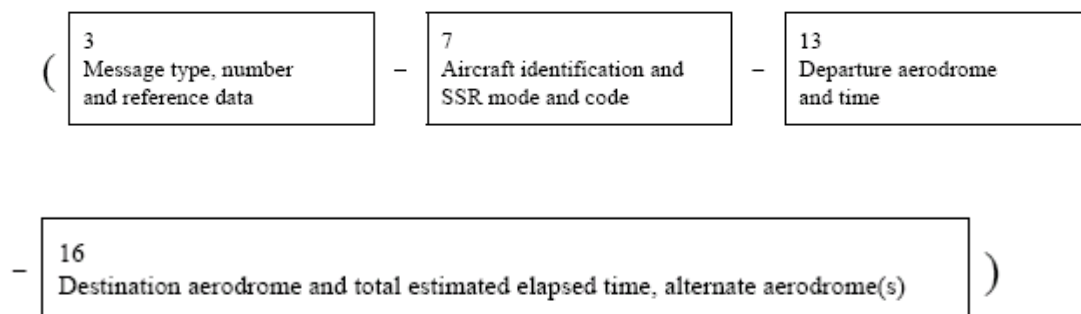 3
Message type, number
and reference data
7
Aircraft identification and
SSR mode and code
13
Departure aerodrome
and time
( – –
16
Destination aerodrome and total estimated elapsed time, alternate aerodrome(s)
– )